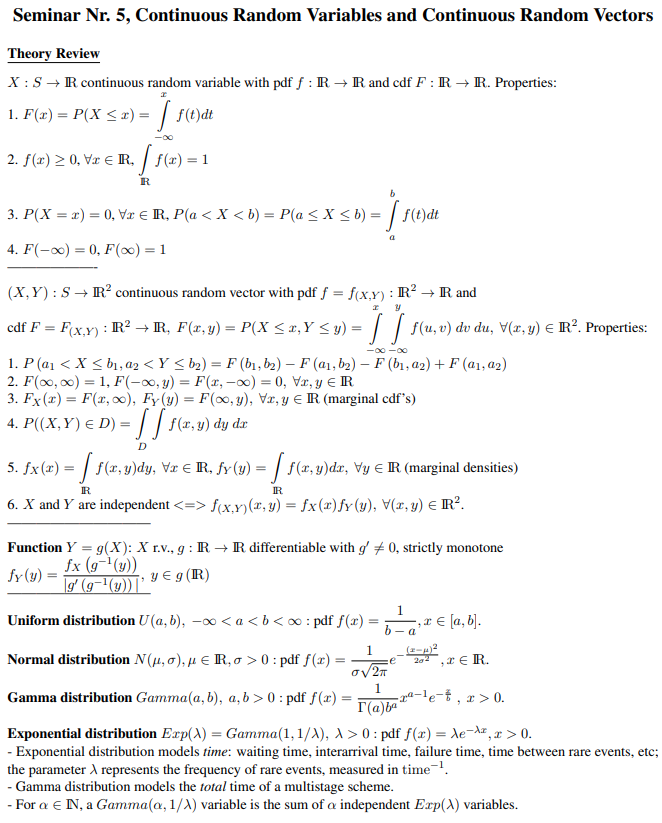 Seminar Nr. 5, Continuous Random Variables and Continuous Random Vectors
Theory Review
X : S → ℝ continuous random variable with pdf f : ℝ → ℝ and cdf F : ℝ → ℝ. Properties:
1. F(x) = P(X ≤ x) = ∫_{-∞}^{x} f(t)dt
2. f(x) ≥ 0, ∀x ∈ ℝ, ∫_{ℝ} f(x) = 1
3. P(X = x) = 0, ∀x ∈ ℝ, P(a < X < b) = P(a ≤ X ≤ b) = ∫_{a}^{b} f(t)dt
4. F(−∞) = 0, F(∞) = 1
(X, Y) : S → ℝ² continuous random vector with pdf f = f_{(X,Y)} : ℝ² → ℝ and
cdf F = F_{(X,Y)} : ℝ² → ℝ, F(x, y) = P(X ≤ x, Y ≤ y) = ∫_{-∞}^{x} ∫_{-∞}^{y} f(u, v) dv du, ∀(x, y) ∈ ℝ². Properties:
1. P (a₁ < X ≤ b₁, a₂ < Y ≤ b₂) = F (b₁, b₂) − F (a₁, b₂) − F (b₁, a₂) + F (a₁, a₂)
2. F(∞, ∞) = 1, F(−∞, y) = F(x, −∞) = 0, ∀x, y ∈ ℝ
3. F_X(x) = F(x, ∞), F_Y(y) = F(∞, y), ∀x, y ∈ ℝ (marginal cdf's)
4. P((X, Y) ∈ D) = ∫∫_{D} f(x, y) dy dx
5. f_X(x) = ∫_{ℝ} f(x, y)dy, ∀x ∈ ℝ, f_Y(y) = ∫_{ℝ} f(x, y)dx, ∀y ∈ ℝ (marginal densities)
6. X and Y are independent <=> f_{(X,Y)}(x, y) = f_X(x)f_Y(y), ∀(x, y) ∈ ℝ².
Function Y = g(X): X r.v., g : ℝ → ℝ differentiable with g′ ≠ 0, strictly monotone
f_Y(y) = f_X (g⁻¹(y)) / |g′ (g⁻¹(y))|, y ∈ g (ℝ)
Uniform distribution U(a, b), −∞ < a < b < ∞ : pdf f(x) = 1/(b − a), x ∈ [a, b].
Normal distribution N(μ, σ), μ ∈ ℝ, σ > 0 : pdf f(x) = 1/(σ√2π) e^{−(x−μ)²/2σ²}, x ∈ ℝ.
Gamma distribution Gamma(a, b), a, b > 0 : pdf f(x) = 1/(Γ(a)b^a) x^{a−1}e^{−x/b}, x > 0.
Exponential distribution Exp(λ) = Gamma(1, 1/λ), λ > 0 : pdf f(x) = λe^{−λx}, x > 0.
- Exponential distribution models time: waiting time, interarrival time, failure time, time between rare events, etc;
the parameter λ represents the frequency of rare events, measured in time⁻¹.
- Gamma distribution models the total time of a multistage scheme.
- For α ∈ ℕ, a Gamma(α, 1/λ) variable is the sum of α independent Exp(λ) variables.